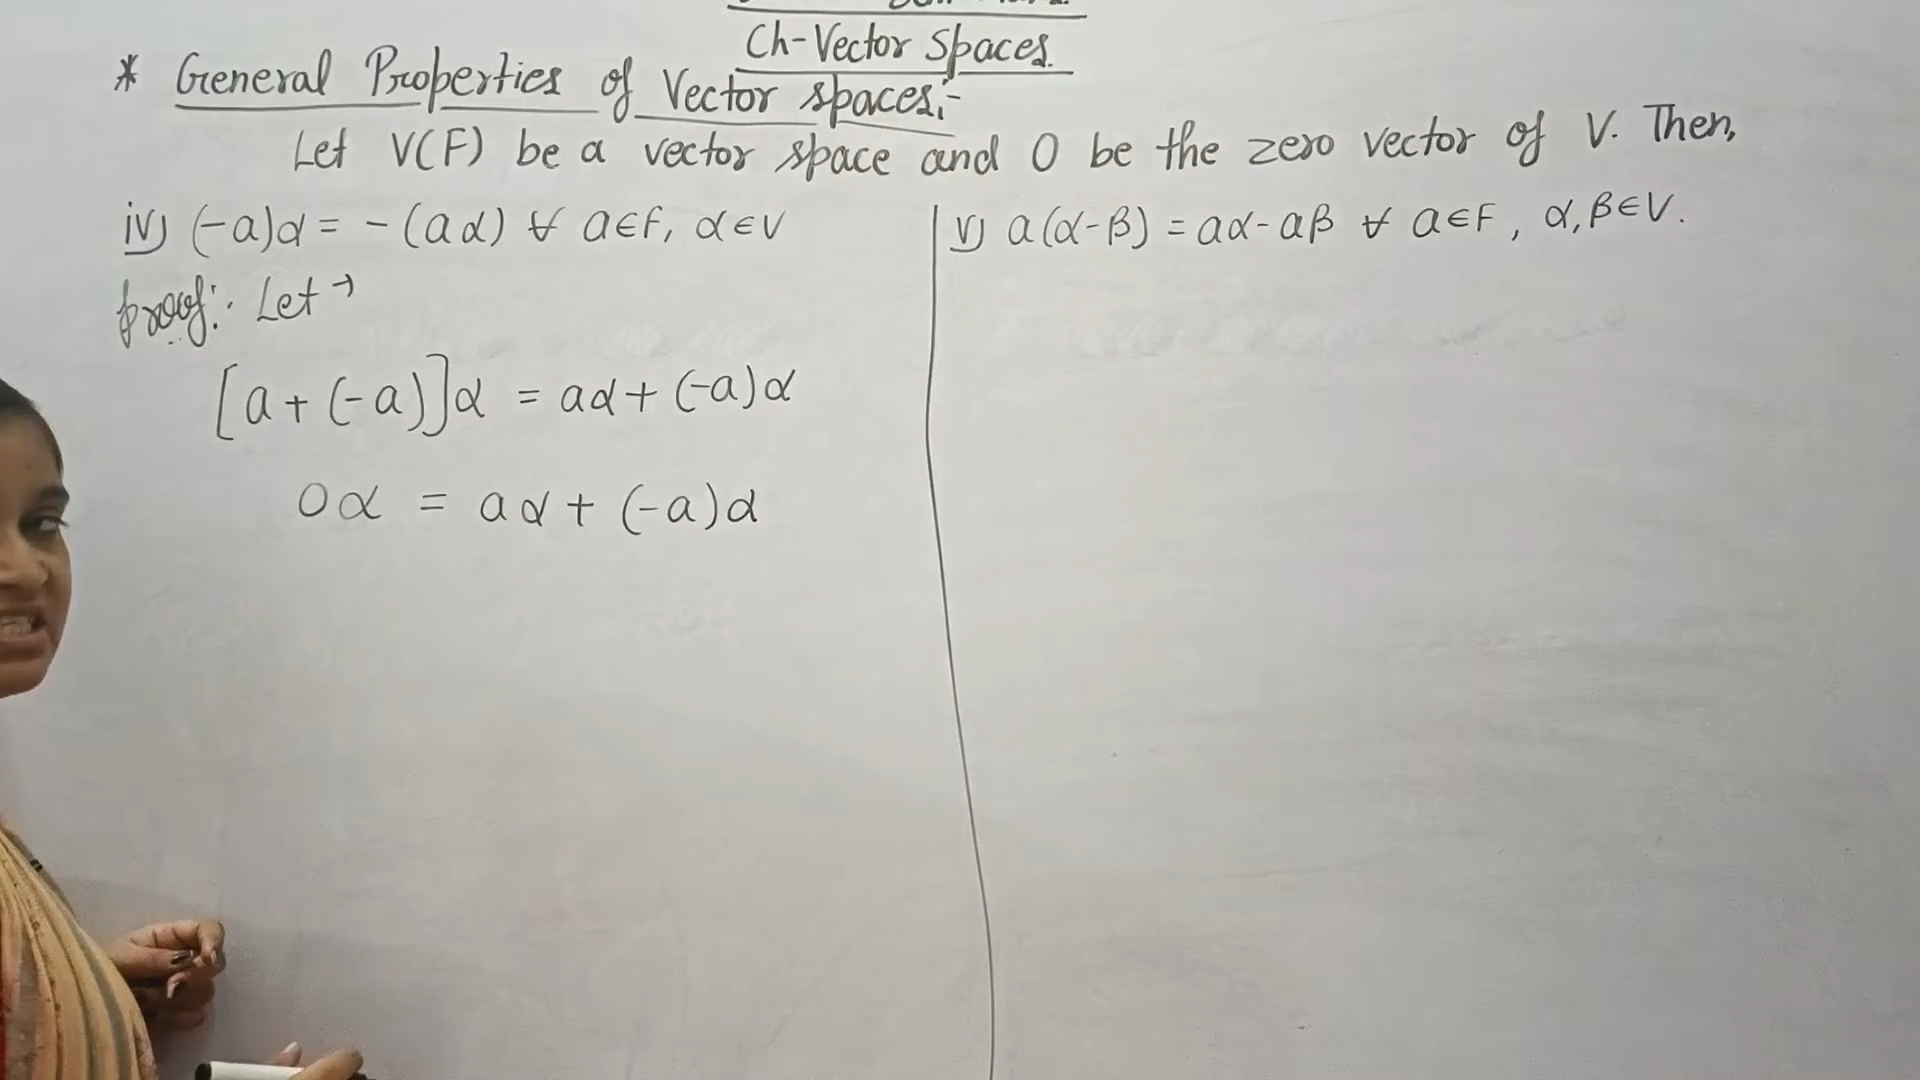 Ch-Vector Spaces.
* General Properties of Vector spaces:-
Let V(F) be a vector space and 0 be the zero vector of V. Then,
iv) (-a)α = -(aα) ∀ a∈F, α∈V
proof:- Let →
[a+(-a)]α = aα+(-a)α
0α = aα+(-a)α
v) a(α-β) = aα-aβ ∀ a∈F, α,β∈V.